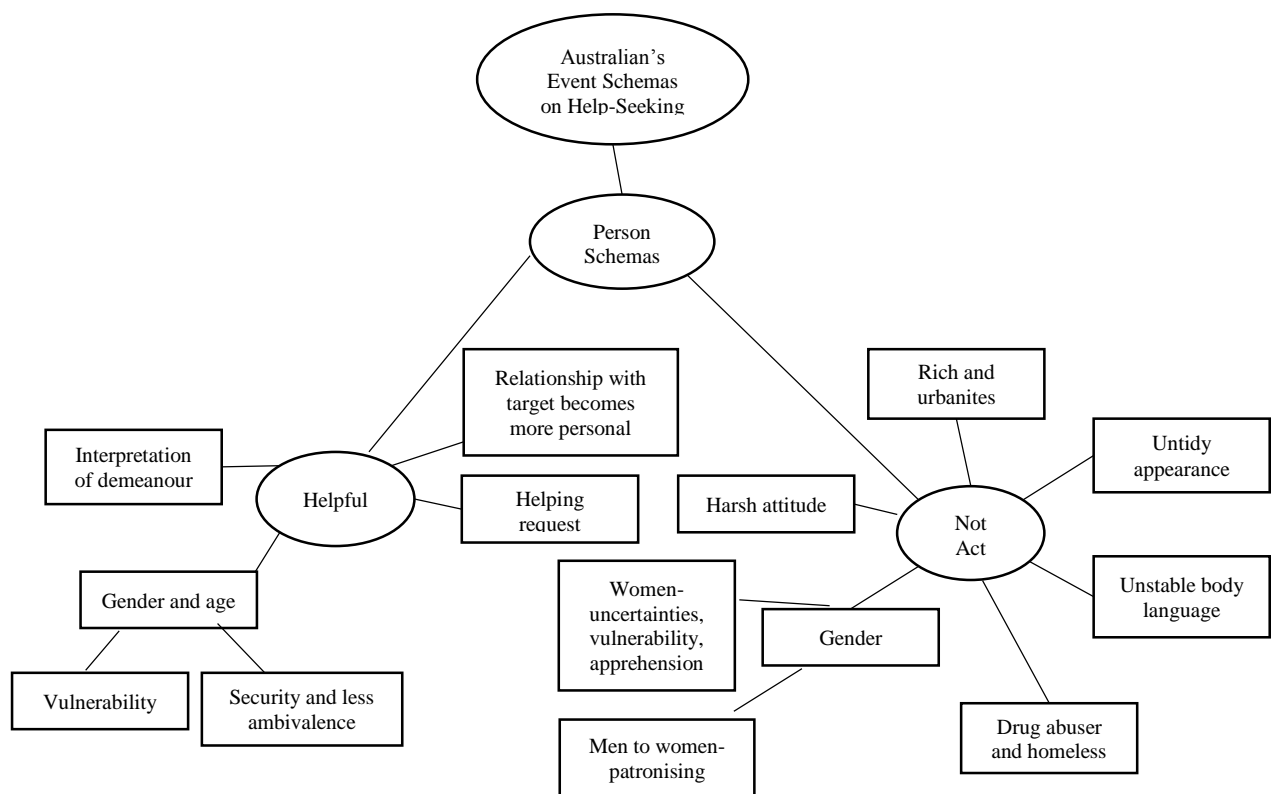 Australian’s
Event Schemas
on Help-Seeking
Person
Schemas
Relationship with
target becomes
more personal
Rich and
urbanites
Interpretation
of demeanour
Untidy
appearance
Helpful
Helping
request
Harsh attitude
Not
Act
Gender and age
Women-
uncertainties,
vulnerability,
apprehension
Gender
Unstable body
language
Vulnerability
Security and less
ambivalence
Men to women-
patronising
Drug abuser
and homeless